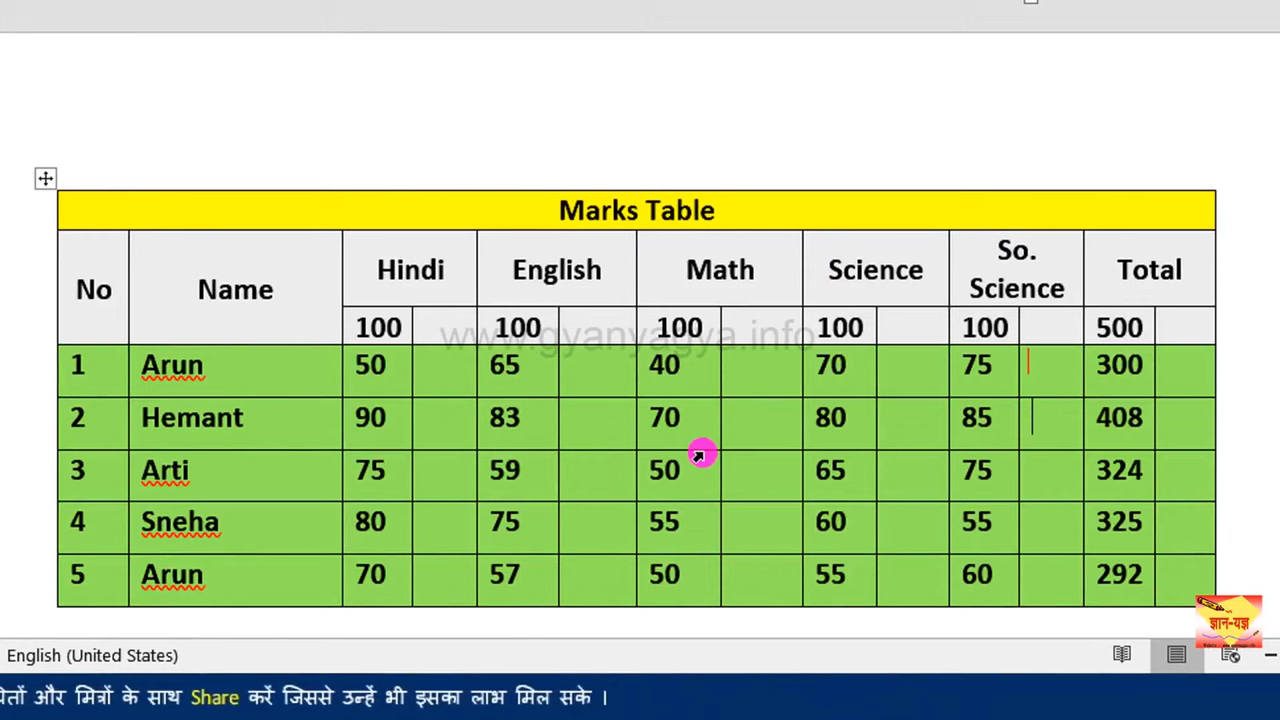 Marks Table
No Name Hindi English Math Science So. Science Total
100 100 100 100 100 500
www.gyanyagya.info
1 Arun 50 65 40 70 75 300
2 Hemant 90 83 70 80 85 408
3 Arti 75 59 50 65 75 324
4 Sneha 80 75 55 60 55 325
5 Arun 70 57 50 55 60 292
ज्ञान-यज्ञ
English (United States)
और मित्रों के साथ Share करें जिससे उन्हें भी इसका लाभ मिल सके ।